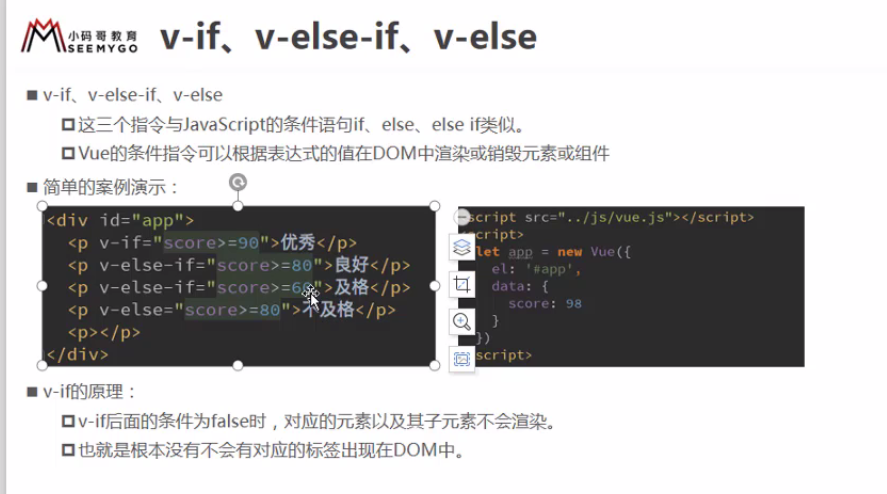 小码哥教育
SEEMYGO
v-if、v-else-if、v-else
v-if、v-else-if、v-else
这三个指令与JavaScript的条件语句if、else、else if类似。
Vue的条件指令可以根据表达式的值在DOM中渲染或销毁元素或组件
简单的案例演示：
<div id="app">
<p v-if="score>=90">优秀</p>
<p v-else-if="score>=80">良好</p>
<p v-else-if="score>=60">及格</p>
<p v-else="score>=80">不及格</p>
<p></p>
</div>
script src="../js/vue.js"></script>
script>
let app = new Vue({
el: '#app',
data: {
score: 98
}
})
script>
v-if的原理：
v-if后面的条件为false时，对应的元素以及其子元素不会渲染。
也就是根本没有不会有对应的标签出现在DOM中。